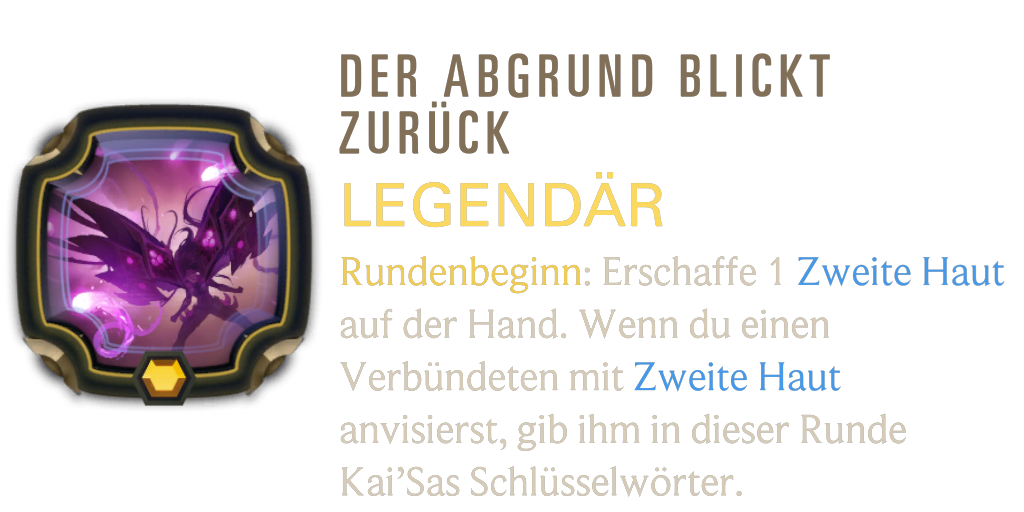 DER ABGRUND BLICKT
ZURÜCK
LEGENDÄR
Rundenbeginn: Erschaffe 1 Zweite Haut
auf der Hand. Wenn du einen
Verbündeten mit Zweite Haut
anvisierst, gib ihm in dieser Runde
Kai’Sas Schlüsselwörter.